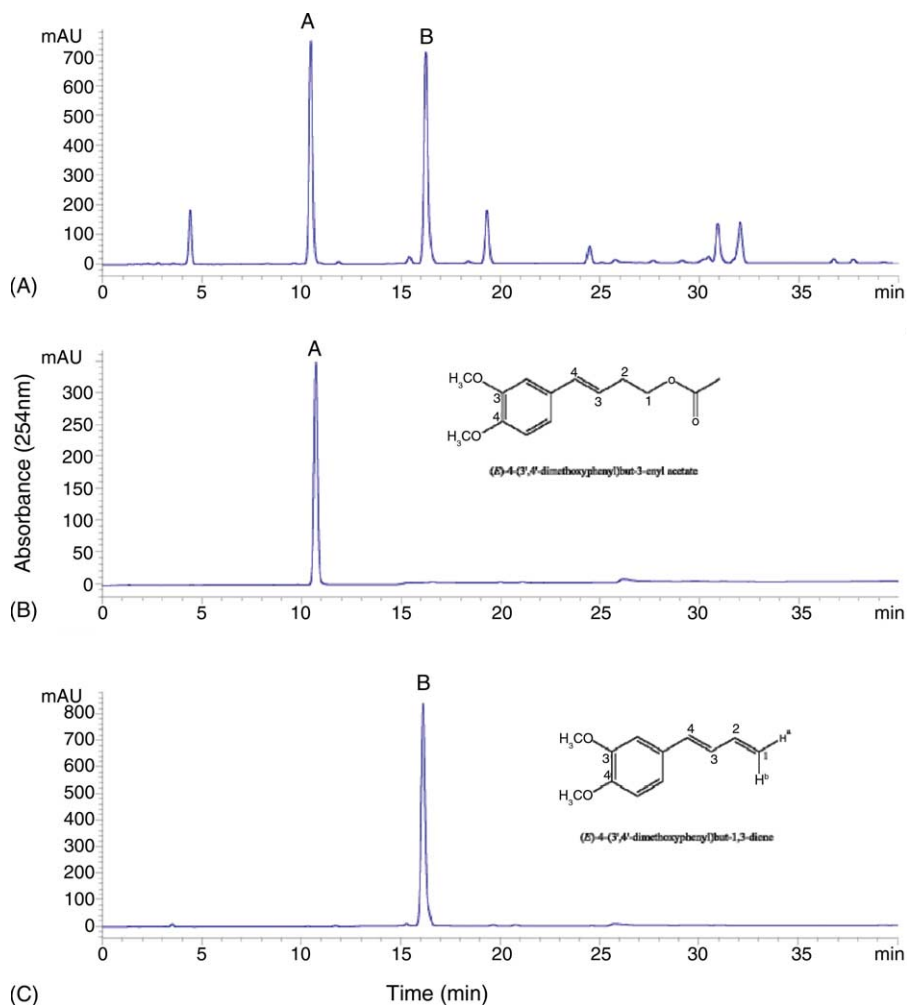 A
B
mAU
700
600
500
400
300
200
100
0
0 5 10 15 20 25 30 35 min
(A)
mAU
A
300
250
200
150
100
50
0
0 5 10 15 20 25 30 35 min
(B)
H₃CO
H₃CO
3
4
4
3
2
1
O
O
(E)-4-(3',4'-dimethoxyphenyl)but-3-enyl acetate
Absorbance (254nm)
mAU
B
800
700
600
500
400
300
200
100
0
0 5 10 15 20 25 30 35 min
H₃CO
H₃CO
3
4
4
3
2
1
Hᵃ
Hᵇ
(E)-4-(3',4'-dimethoxyphenyl)but-1,3-diene
(C)
Time (min)